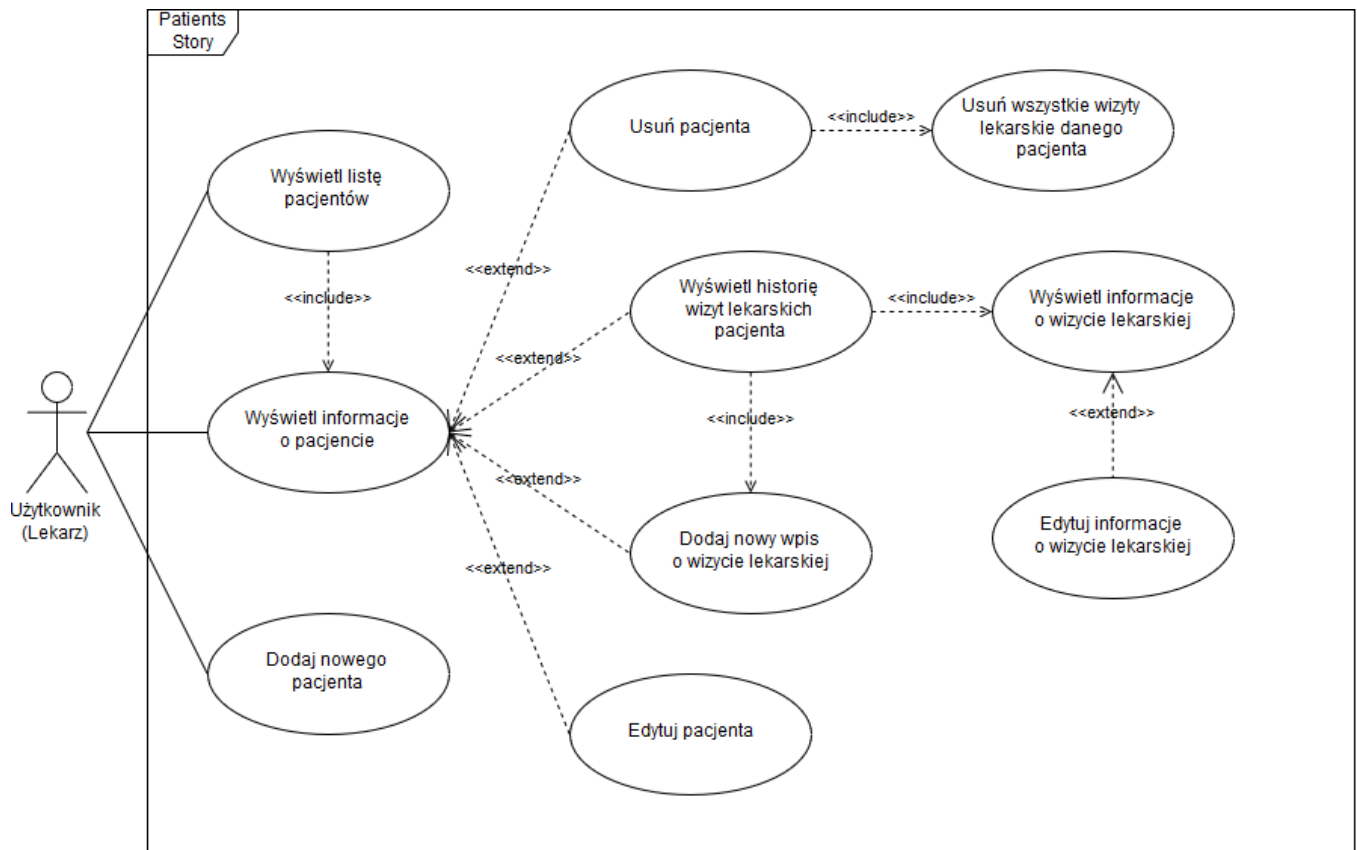 Patients
Story
Usuń pacjenta
<<include>>
Usuń wszystkie wizyty
lekarskie danego
pacjenta
Wyświetl listę
pacjentów
<<extend>>
<<include>>
Wyświetl historię
wizyt lekarskich
pacjenta
<<include>>
Wyświetl informacje
o wizycie lekarskiej
<<extend>>
Wyświetl informacje
o pacjencie
<<include>>
<<extend>>
Użytkownik
(Lekarz)
<<extend>>
Dodaj nowy wpis
o wizycie lekarskiej
Edytuj informacje
o wizycie lekarskiej
<<extend>>
Dodaj nowego
pacjenta
Edytuj pacjenta